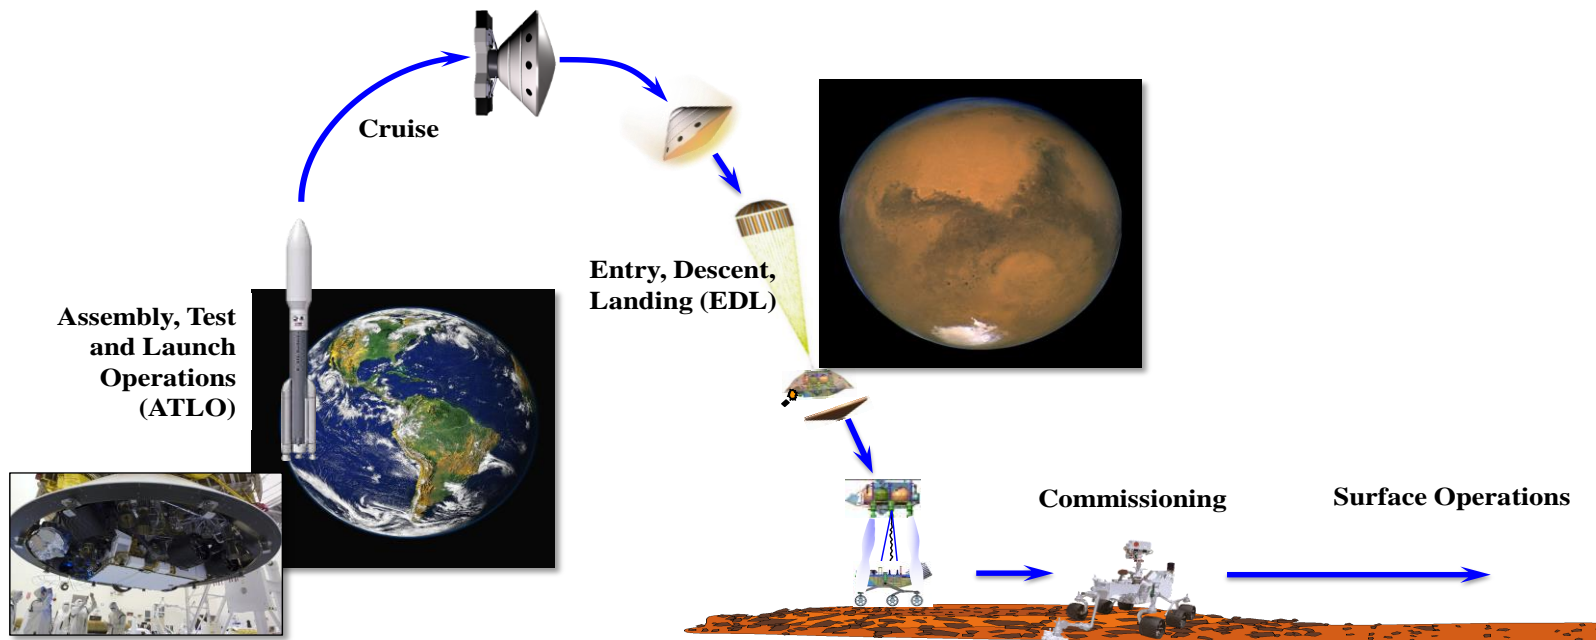 Cruise
Entry, Descent,
Landing (EDL)
Assembly, Test
and Launch
Operations
(ATLO)
Commissioning
Surface Operations